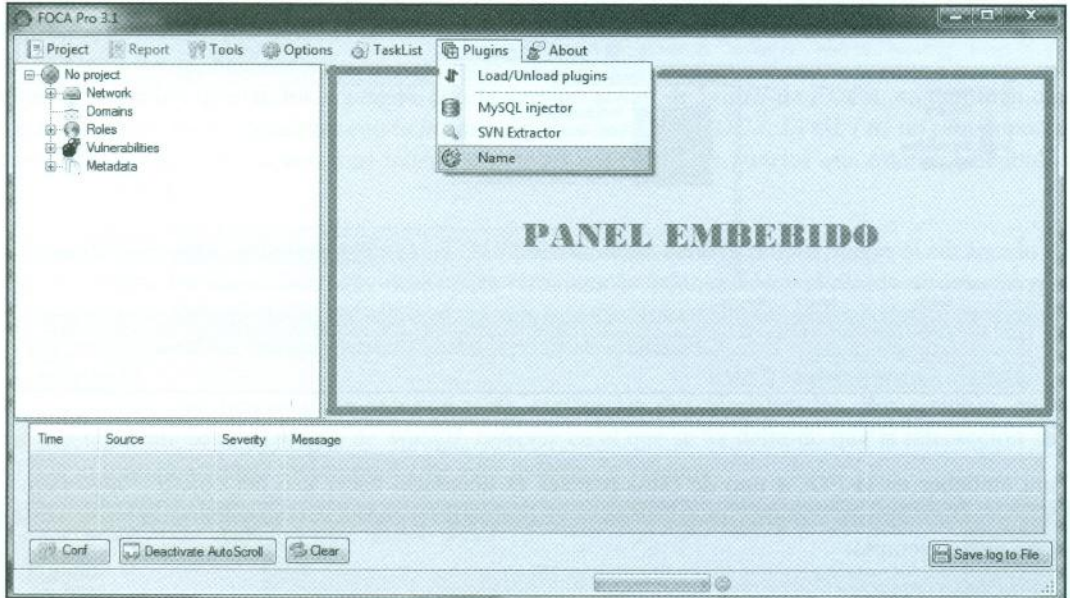 FOCA Pro 3.1
Project Report Tools Options TaskList Plugins About
No project
Network
Domains
Roles
Vulnerabilities
Metadata
Load/Unload plugins
MySQL injector
SVN Extractor
Name
PANEL EMBEBIDO
Time Source Severity Message
Conf Deactivate AutoScroll Clear Save log to File